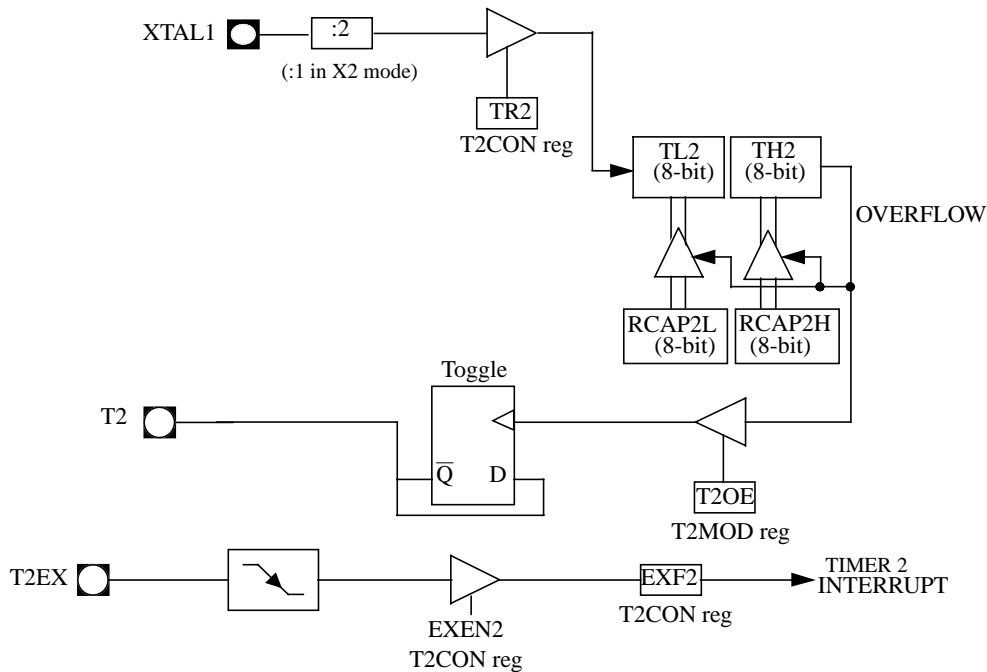 XTAL1
:2
(:1 in X2 mode)
TR2
T2CON reg
TL2
(8-bit)
TH2
(8-bit)
OVERFLOW
RCAP2L
(8-bit)
RCAP2H
(8-bit)
Toggle
T2
Q̅
D
T2OE
T2MOD reg
T2EX
EXEN2
T2CON reg
EXF2
T2CON reg
TIMER 2
INTERRUPT